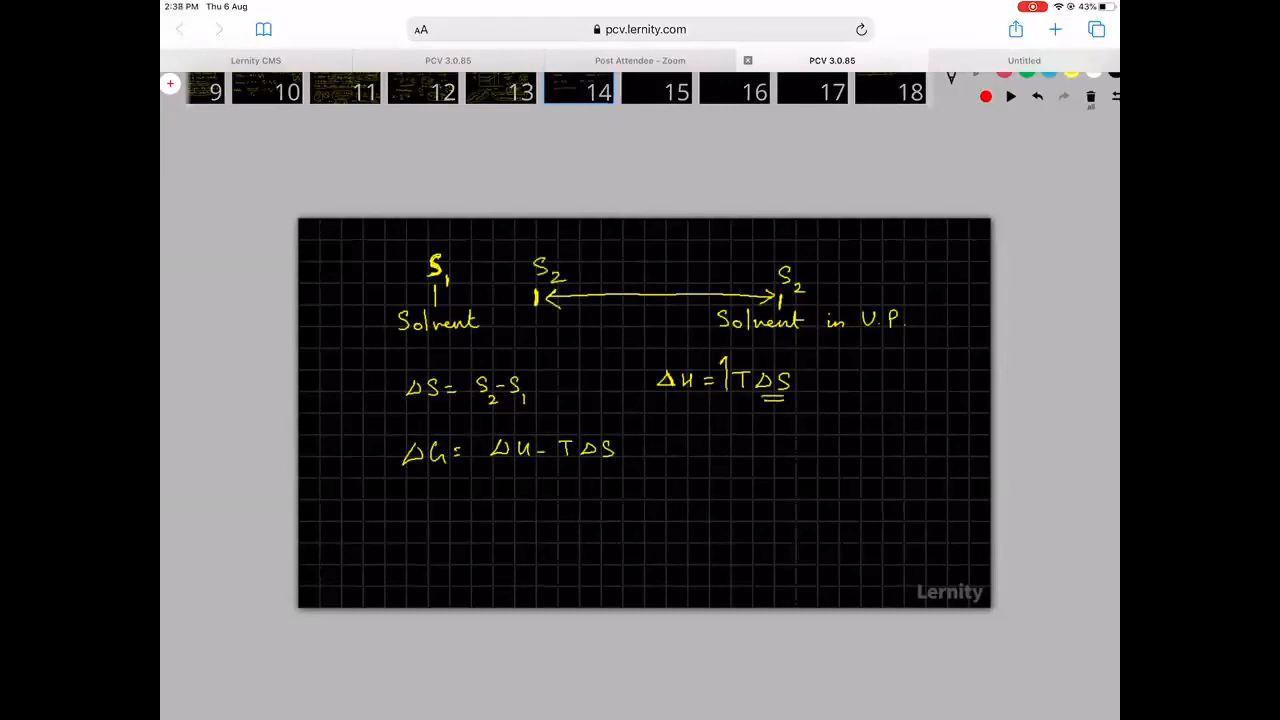 2:38 PM Thu 6 Aug 43%
AA pcv.lernity.com
Lernity CMS PCV 3.0.85 Post Attendee - Zoom PCV 3.0.85 Untitled
9 10 11 12 13 14 15 16 17 18
all
S₁ S₂ S₂
Solvent Solvent in V.P.
ΔS = S₂-S₁ ΔH = ↑TΔS
ΔG = ΔH - TΔS
Lernity